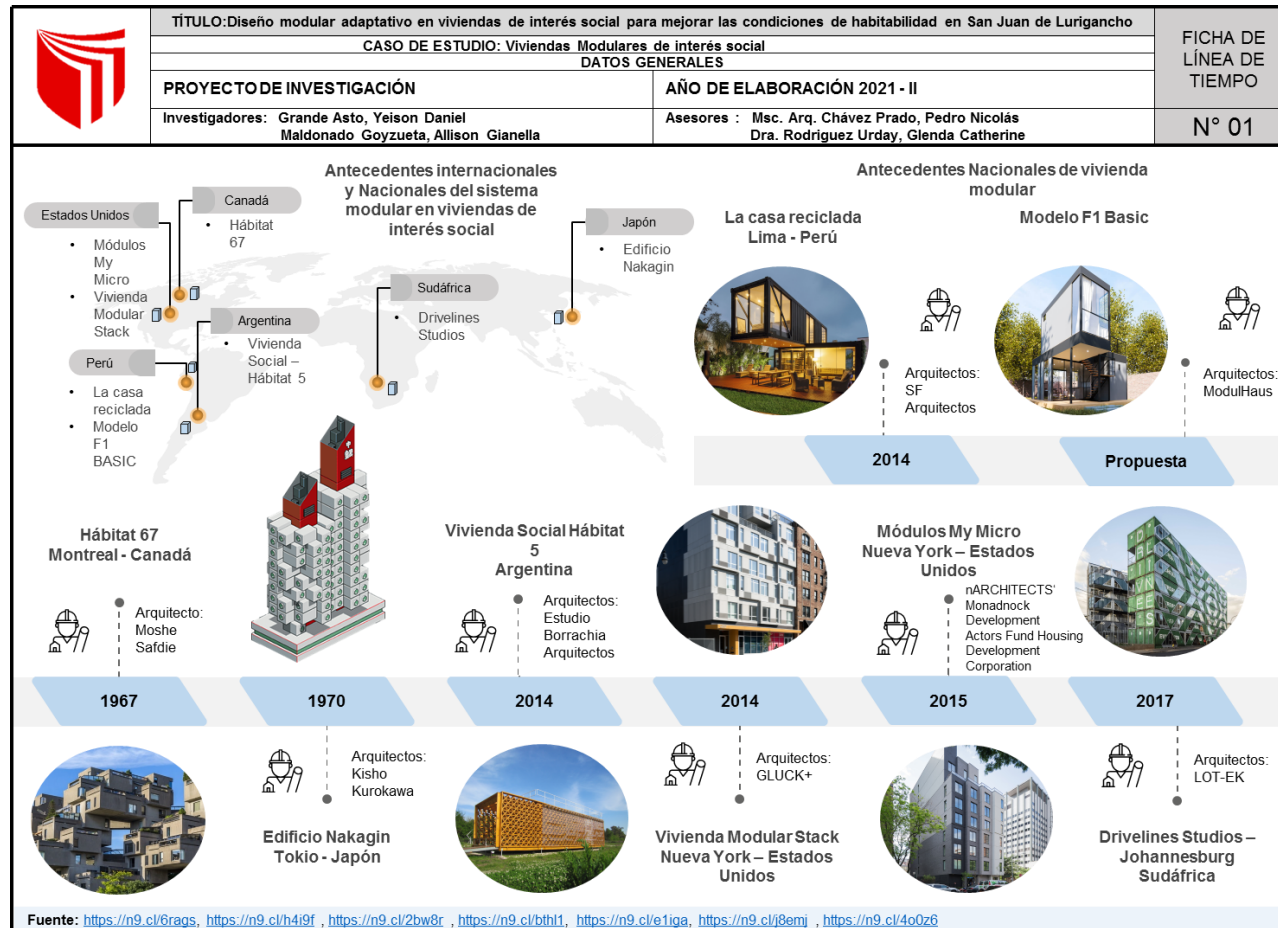 TÍTULO:Diseño modular adaptativo en viviendas de interés social para mejorar las condiciones de habitabilidad en San Juan de Lurigancho
CASO DE ESTUDIO: Viviendas Modulares de interés social
DATOS GENERALES
PROYECTO DE INVESTIGACIÓN
AÑO DE ELABORACIÓN 2021 - II
Investigadores: Grande Asto, Yeison Daniel
Maldonado Goyzueta, Allison Gianella
Asesores : Msc. Arq. Chávez Prado, Pedro Nicolás
Dra. Rodriguez Urday, Glenda Catherine
FICHA DE
LÍNEA DE
TIEMPO
N° 01
Antecedentes internacionales
y Nacionales del sistema
modular en viviendas de
interés social
Estados Unidos
• Módulos
My
Micro
• Vivienda
Modular
Stack
Canadá
• Hábitat
67
Argentina
• Vivienda
Social –
Hábitat 5
Perú
• La casa
reciclada
• Modelo
F1
BASIC
Sudáfrica
• Drivelines
Studios
Japón
• Edificio
Nakagin
Antecedentes Nacionales de vivienda
modular
La casa reciclada
Lima - Perú
Arquitectos:
SF
Arquitectos
2014
Modelo F1 Basic
Arquitectos:
ModulHaus
Propuesta
Hábitat 67
Montreal - Canadá
Arquitecto:
Moshe
Safdie
1967
1970
Arquitectos:
Kisho
Kurokawa
Edificio Nakagin
Tokio - Japón
Vivienda Social Hábitat
5
Argentina
Arquitectos:
Estudio
Borrachia
Arquitectos
2014
2014
Arquitectos:
GLUCK+
Vivienda Modular Stack
Nueva York – Estados
Unidos
Módulos My Micro
Nueva York – Estados
Unidos
nARCHITECTS'
Monadnock
Development
Actors Fund Housing
Development
Corporation
2015
2017
Arquitectos:
LOT-EK
Drivelines Studios –
Johannesburg
Sudáfrica
Fuente: https://n9.cl/6rags, https://n9.cl/h4i9f , https://n9.cl/2bw8r , https://n9.cl/bthl1, https://n9.cl/e1iga, https://n9.cl/j8emj , https://n9.cl/4o0z6